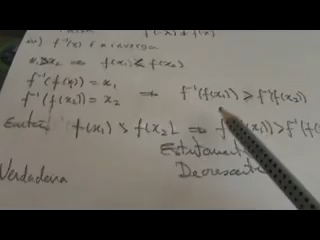 iii) f⁻¹(x) é a inversa
x₁ > x₂ ⇒ f(x₁) ≤ f(x₂)
f⁻¹(f(x₁)) = x₁
f⁻¹(f(x₂)) = x₂ ⇒ f⁻¹(f(x₁)) ≥ f⁻¹(f(x₂))
Então f(x₁) ≤ f(x₂) ⇒ (x₁)) > f⁻¹(f(
Estritamente
Verdadeira Decrescente